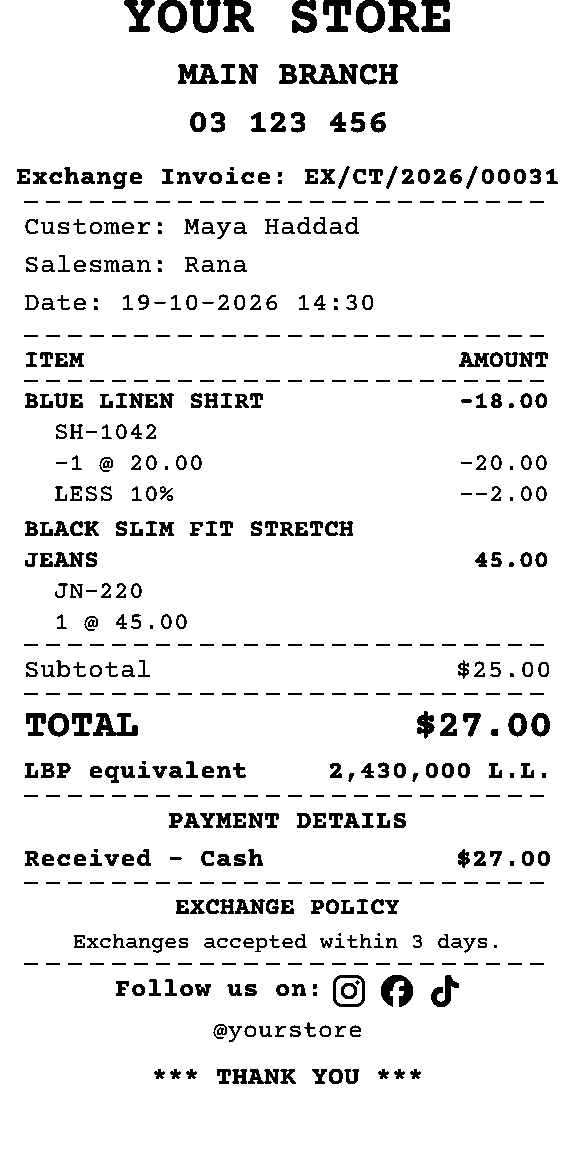 YOUR STORE
MAIN BRANCH
03 123 456
Exchange Invoice: EX/CT/2026/00031
Customer: Maya Haddad
Salesman: Rana
Date: 19-10-2026 14:30
ITEM AMOUNT
BLUE LINEN SHIRT -18.00
SH-1042
-1 @ 20.00 -20.00
LESS 10% --2.00
BLACK SLIM FIT STRETCH
JEANS 45.00
JN-220
1 @ 45.00
Subtotal $25.00
TOTAL $27.00
LBP equivalent 2,430,000 L.L.
PAYMENT DETAILS
Received - Cash $27.00
EXCHANGE POLICY
Exchanges accepted within 3 days.
Follow us on:
@yourstore
*** THANK YOU ***